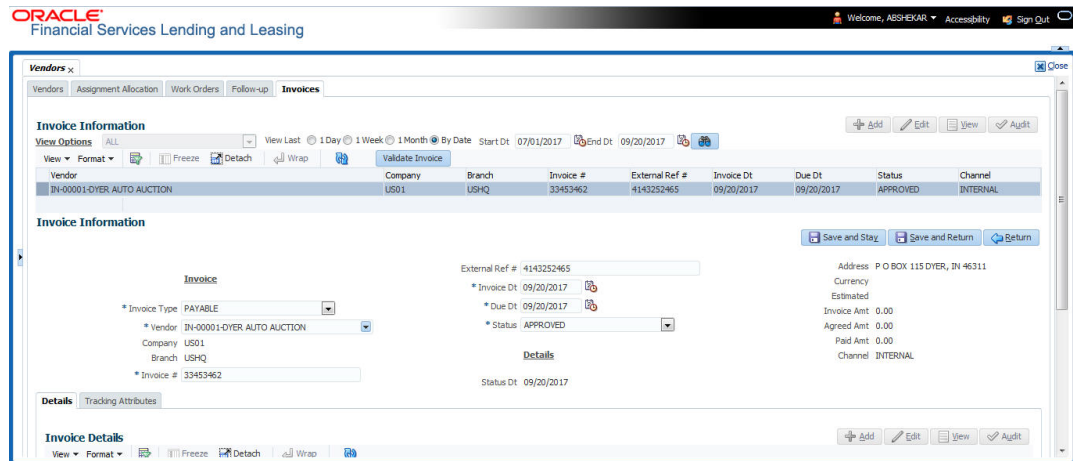 ORACLE®
Financial Services Lending and Leasing
Welcome, ABSHEKAR Accessibility Sign Out
Vendors x
Close
Vendors Assignment Allocation Work Orders Follow-up Invoices
Invoice Information
Add Edit View Audit
View Options ALL View Last 1 Day 1 Week 1 Month By Date Start Dt 07/01/2017 End Dt 09/20/2017
View Format Freeze Detach Wrap Validate Invoice
Vendor Company Branch Invoice # External Ref # Invoice Dt Due Dt Status Channel
IN-00001-DYER AUTO AUCTION US01 USHQ 33453462 4143252465 09/20/2017 09/20/2017 APPROVED INTERNAL
Invoice Information
Save and Stay Save and Return Return
Invoice
* Invoice Type PAYABLE
* Vendor IN-00001-DYER AUTO AUCTION
Company US01
Branch USHQ
* Invoice # 33453462
External Ref # 4143252465
* Invoice Dt 09/20/2017
* Due Dt 09/20/2017
* Status APPROVED
Details
Status Dt 09/20/2017
Address P O BOX 115 DYER, IN 46311
Currency
Estimated
Invoice Amt 0.00
Agreed Amt 0.00
Paid Amt 0.00
Channel INTERNAL
Details Tracking Attributes
Invoice Details
Add Edit View Audit
View Format Freeze Detach Wrap